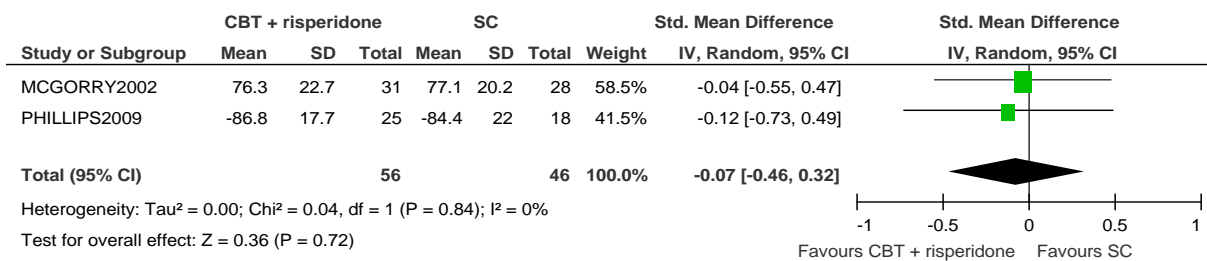 CBT + risperidone SC Std. Mean Difference Std. Mean Difference
Study or Subgroup Mean SD Total Mean SD Total Weight IV, Random, 95% CI IV, Random, 95% CI
MCGORRY2002 76.3 22.7 31 77.1 20.2 28 58.5% -0.04 [-0.55, 0.47]
PHILLIPS2009 -86.8 17.7 25 -84.4 22 18 41.5% -0.12 [-0.73, 0.49]
Total (95% CI) 56 46 100.0% -0.07 [-0.46, 0.32]
Heterogeneity: Tau² = 0.00; Chi² = 0.04, df = 1 (P = 0.84); I² = 0%
Test for overall effect: Z = 0.36 (P = 0.72)
-1 -0.5 0 0.5 1
Favours CBT + risperidone Favours SC